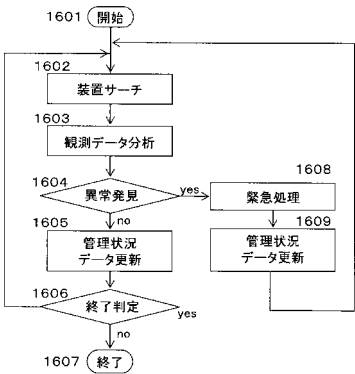 1601 開始
1602
装置サーチ
1603
観測データ分析
1604
異常発見
yes
no
1608
緊急処理
1605
管理状況
データ更新
1609
管理状況
データ更新
1606
終了判定
yes
no
1607 終了